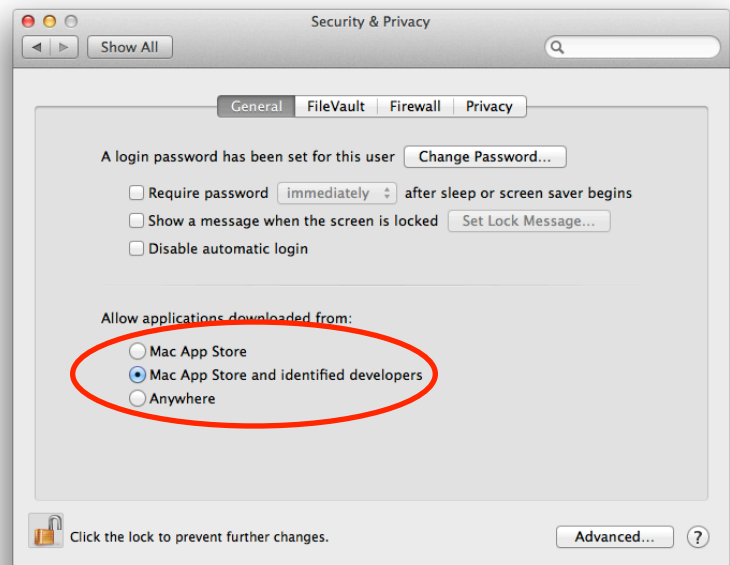 Security & Privacy
Show All
General FileVault Firewall Privacy
A login password has been set for this user Change Password...
Require password immediately after sleep or screen saver begins
Show a message when the screen is locked Set Lock Message...
Disable automatic login
Allow applications downloaded from:
Mac App Store
Mac App Store and identified developers
Anywhere
Click the lock to prevent further changes. Advanced... ?